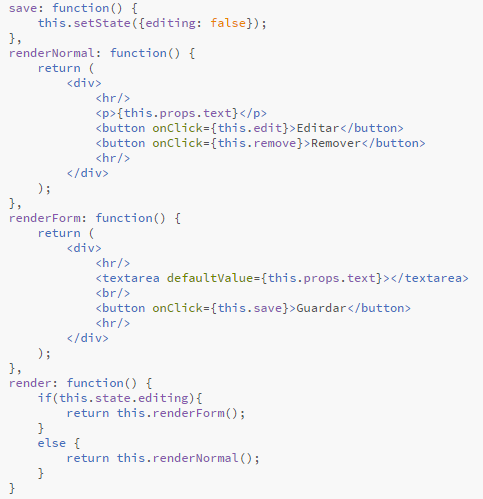 save: function() {
    this.setState({editing: false});
},
renderNormal: function() {
    return (
        <div>
            <hr/>
            <p>{this.props.text}</p>
            <button onClick={this.edit}>Editar</button>
            <button onClick={this.remove}>Remover</button>
            <hr/>
        </div>
    );
},
renderForm: function() {
    return (
        <div>
            <hr/>
            <textarea defaultValue={this.props.text}></textarea>
            <br/>
            <button onClick={this.save}>Guardar</button>
            <hr/>
        </div>
    );
},
render: function() {
    if(this.state.editing){
        return this.renderForm();
    }
    else {
        return this.renderNormal();
    }
}